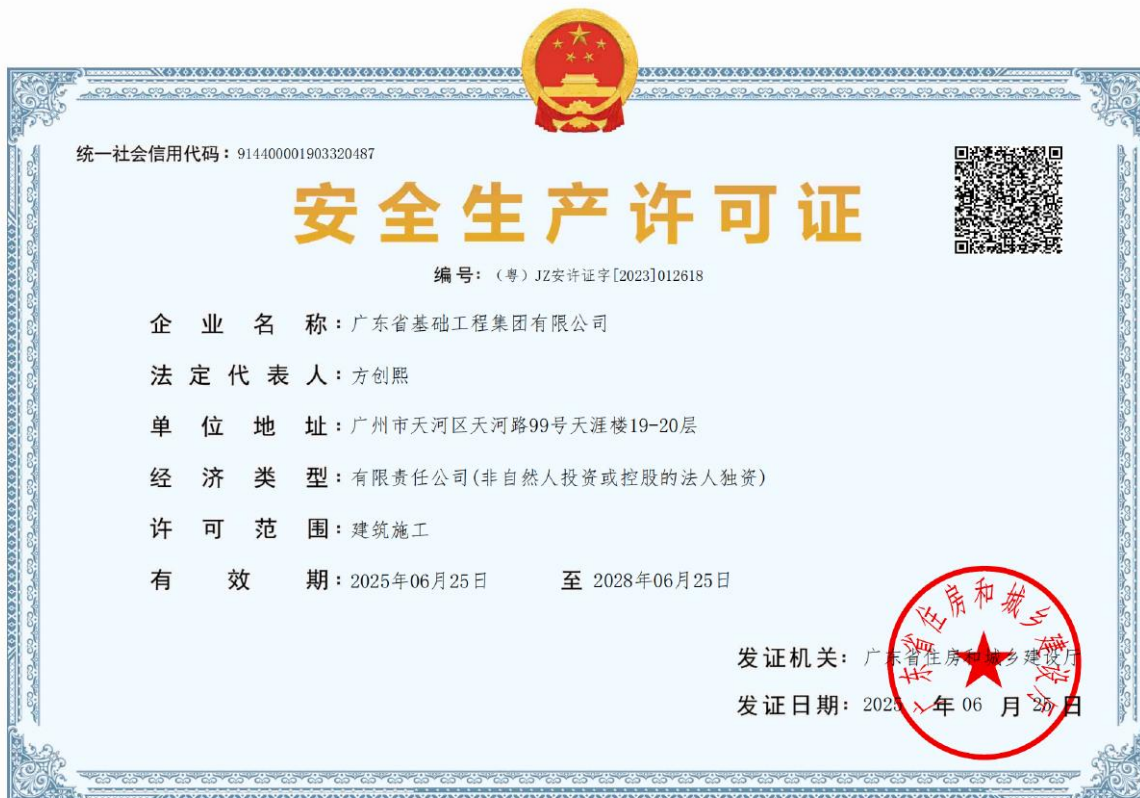 统一社会信用代码：914400001903320487
安全生产许可证
编号：（粤）JZ安许证字[2023]012618
企业名称：广东省基础工程集团有限公司
法定代表人：方创熙
单位地址：广州市天河区天河路99号天涯楼19-20层
经济类型：有限责任公司(非自然人投资或控股的法人独资)
许可范围：建筑施工
有效期：2025年06月25日 至 2028年06月25日
发证机关：广东省住房和城乡建设厅
发证日期：2025年06月25日
广东省住房和城乡建设厅